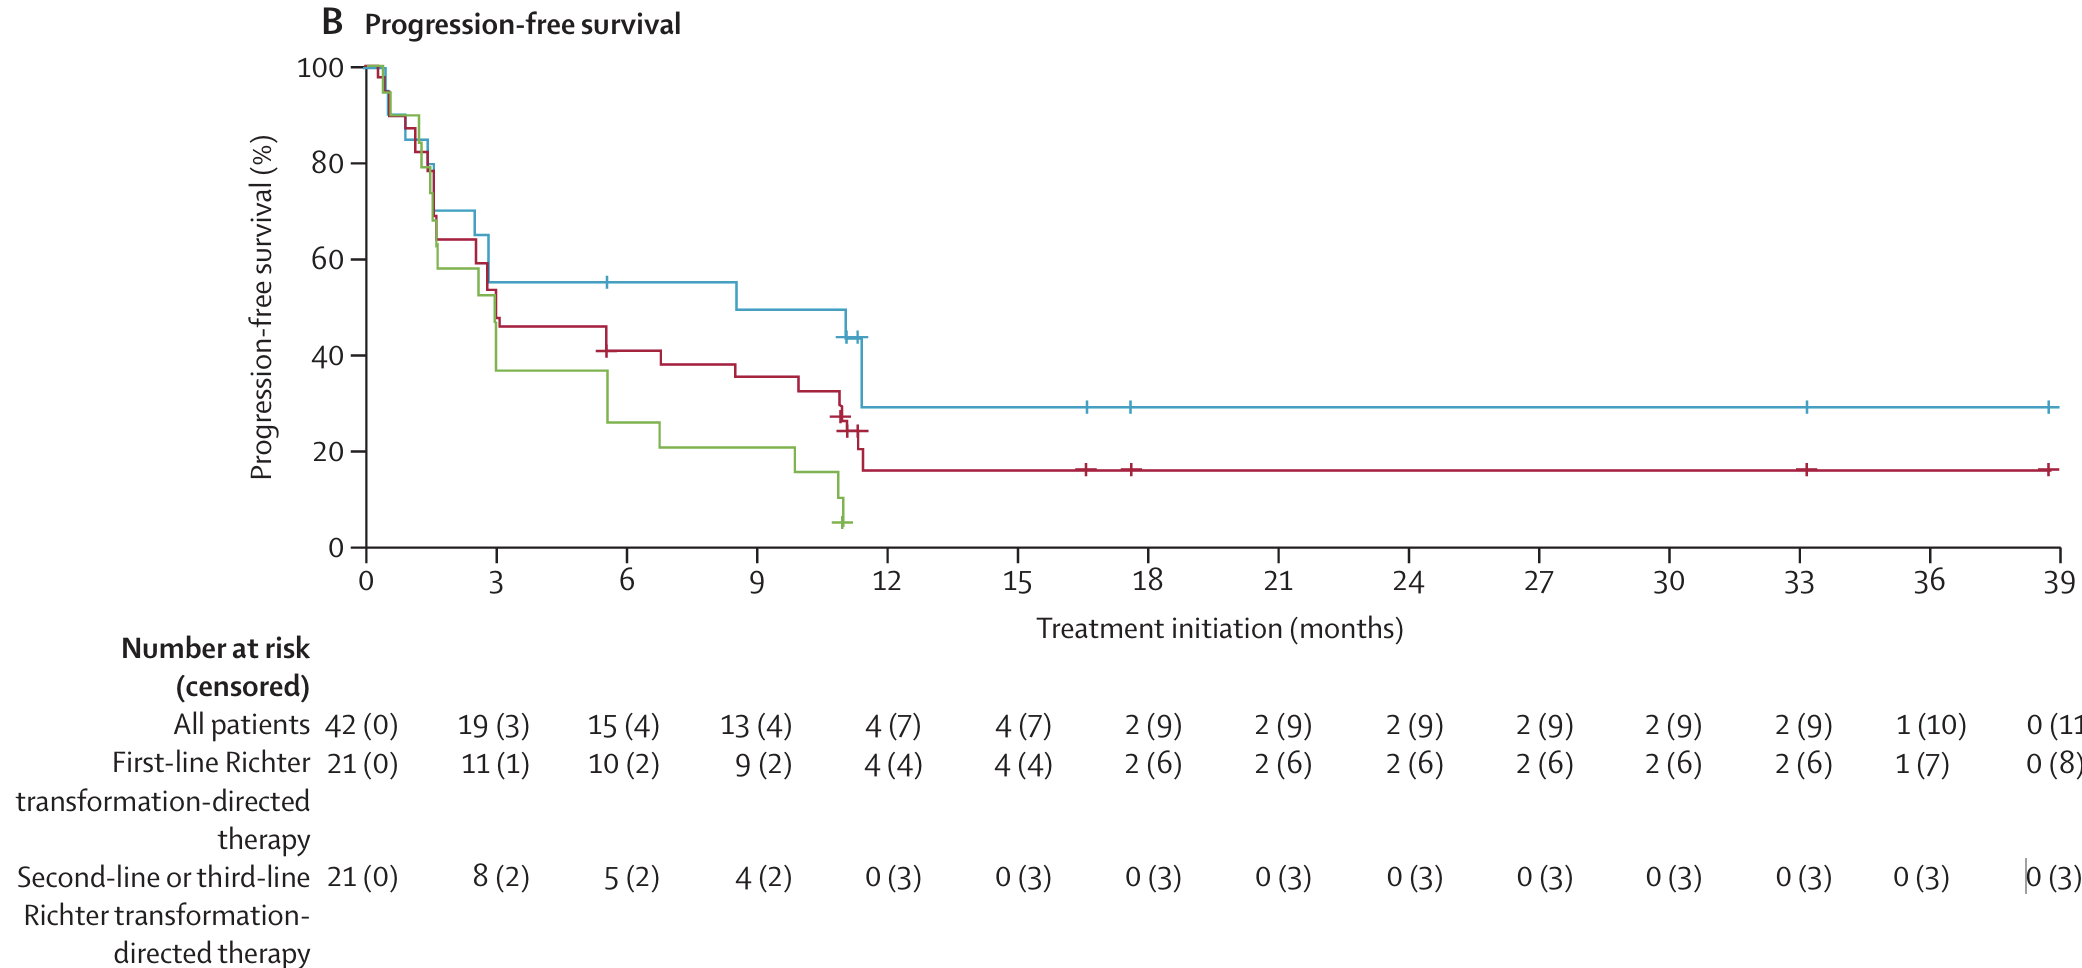 B Progression-free survival
100
80
60
40
20
0
Progression-free survival (%)
0 3 6 9 12 15 18 21 24 27 30 33 36 39
Treatment initiation (months)
Number at risk
(censored)
All patients 42 (0) 19 (3) 15 (4) 13 (4) 4 (7) 4 (7) 2 (9) 2 (9) 2 (9) 2 (9) 2 (9) 2 (9) 1 (10) 0 (11
First-line Richter 21 (0) 11 (1) 10 (2) 9 (2) 4 (4) 4 (4) 2 (6) 2 (6) 2 (6) 2 (6) 2 (6) 2 (6) 1 (7) 0 (8)
transformation-directed
therapy
Second-line or third-line 21 (0) 8 (2) 5 (2) 4 (2) 0 (3) 0 (3) 0 (3) 0 (3) 0 (3) 0 (3) 0 (3) 0 (3) 0 (3) 0 (3)
Richter transformation-
directed therapy